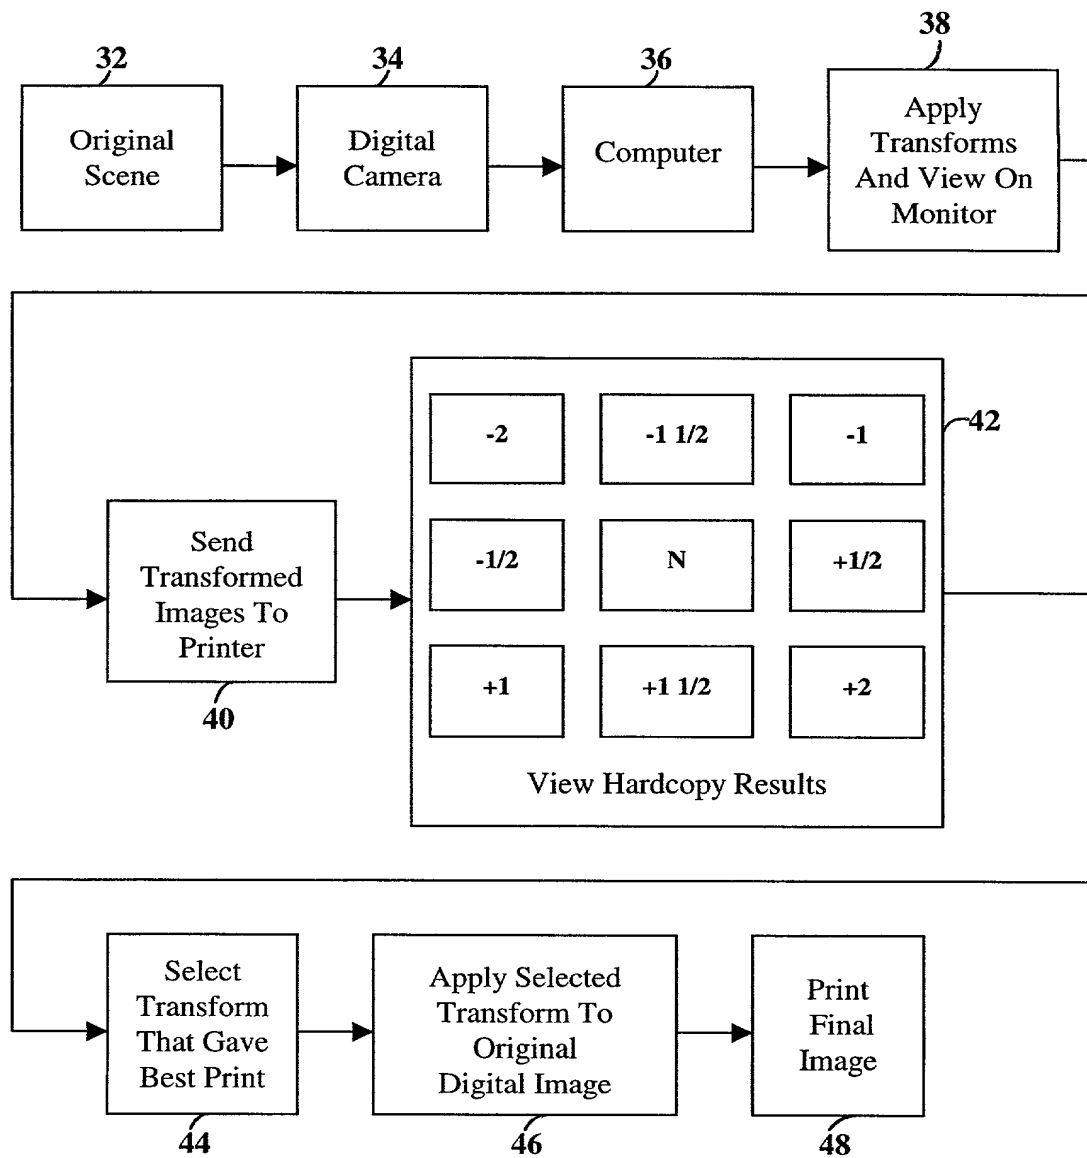 32
34
36
38
Original
Scene
Digital
Camera
Computer
Apply
Transforms
And View On
Monitor
Send
Transformed
Images To
Printer
40
-2
-1 1/2
-1
42
-1/2
N
+1/2
+1
+1 1/2
+2
View Hardcopy Results
Select
Transform
That Gave
Best Print
Apply Selected
Transform To
Original
Digital Image
Print
Final
Image
44
46
48